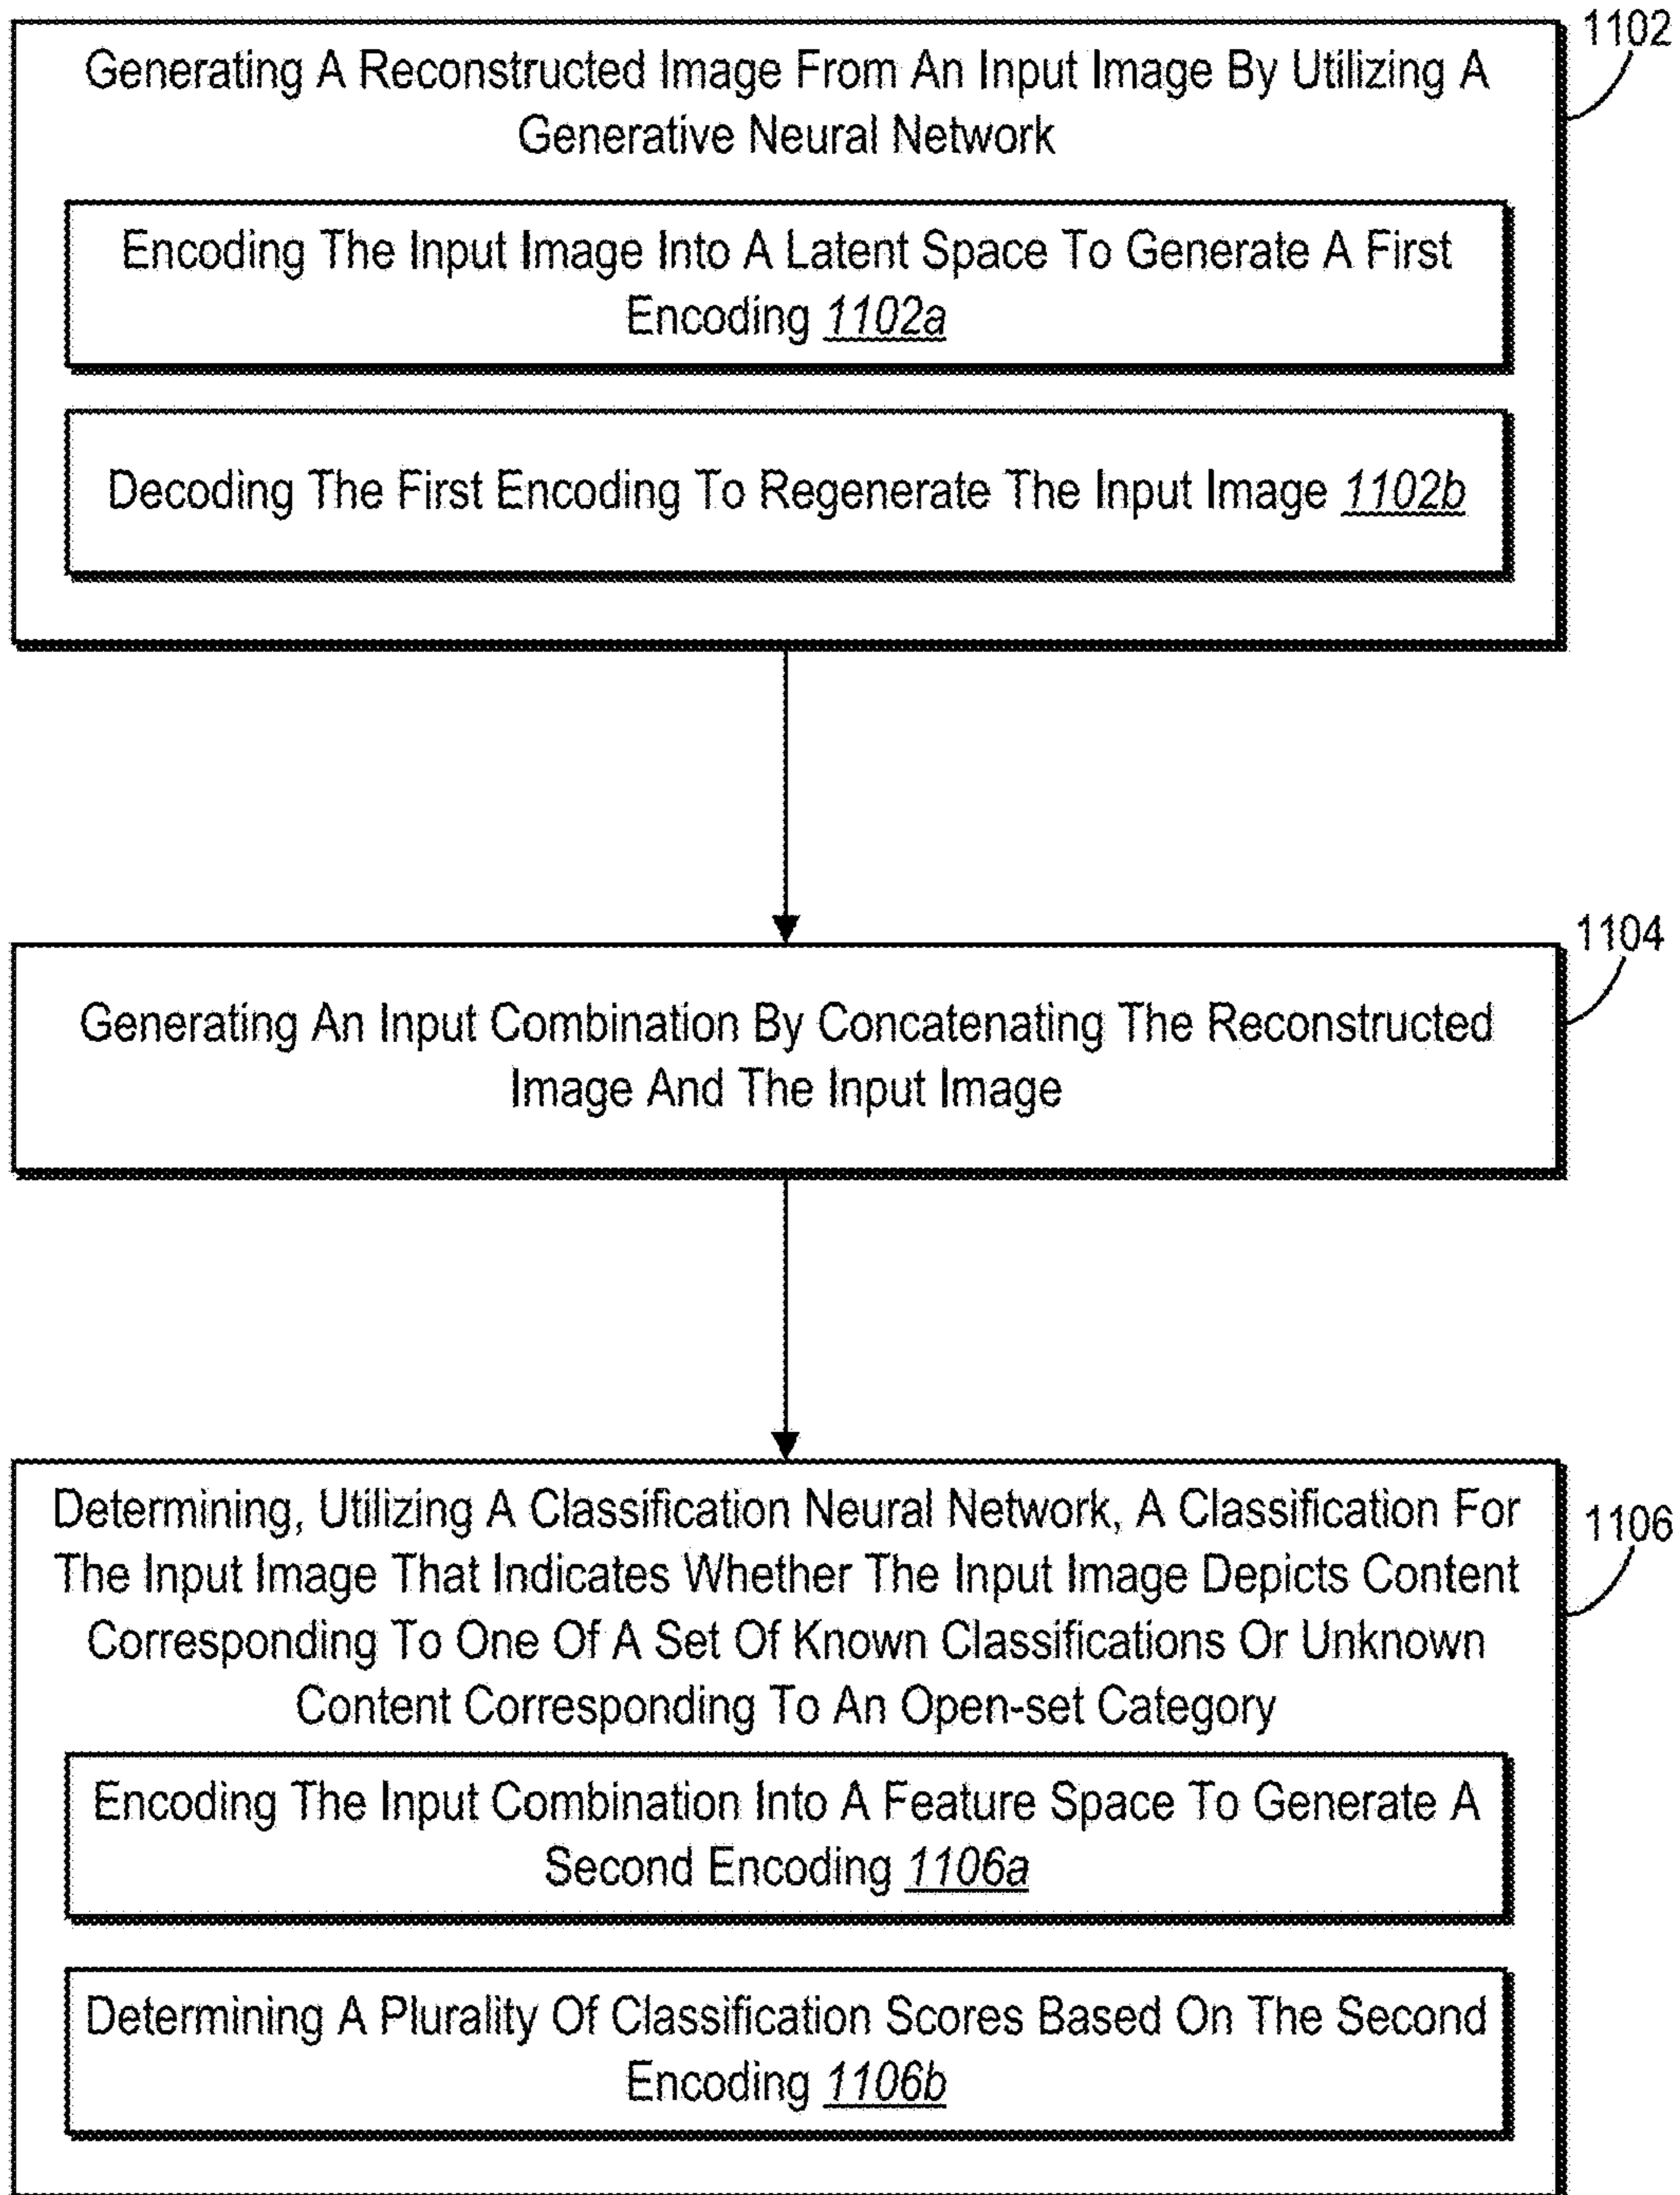 1102
Generating A Reconstructed Image From An Input Image By Utilizing A
Generative Neural Network
Encoding The Input Image Into A Latent Space To Generate A First
Encoding 1102a
Decoding The First Encoding To Regenerate The Input Image 1102b
1104
Generating An Input Combination By Concatenating The Reconstructed
Image And The Input Image
1106
Determining, Utilizing A Classification Neural Network, A Classification For
The Input Image That Indicates Whether The Input Image Depicts Content
Corresponding To One Of A Set Of Known Classifications Or Unknown
Content Corresponding To An Open-set Category
Encoding The Input Combination Into A Feature Space To Generate A
Second Encoding 1106a
Determining A Plurality Of Classification Scores Based On The Second
Encoding 1106b